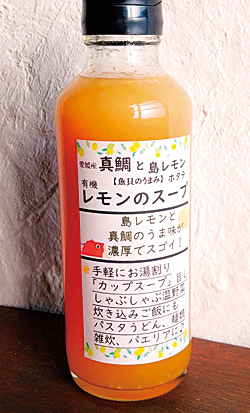 愛媛産 真鯛と島レモン
【魚貝のうまみ】ホタテ
有機
レモンのスープ
島レモンと
真鯛のうま味が
濃厚でスゴイ！
手軽にお湯割り
「カップスープ」
しゃぶしゃぶ温野菜
炊き込みご飯にも
パスタうどん、
雑炊、パエリアに